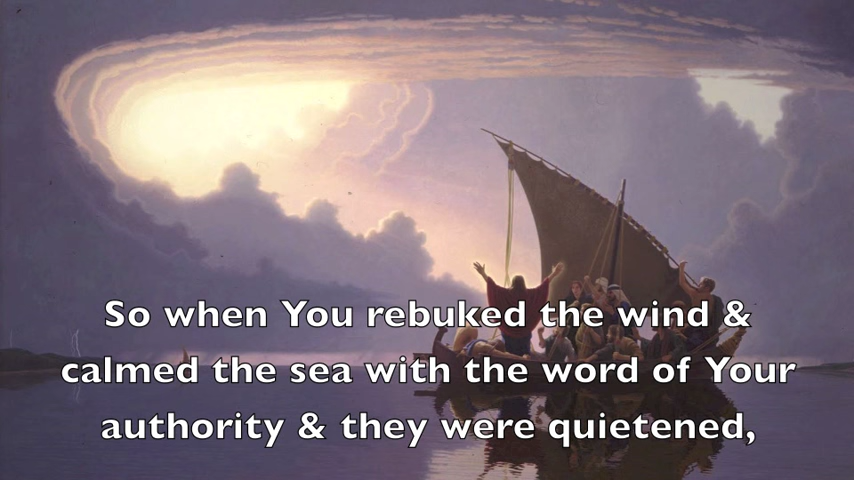 So when You rebuked the wind &
calmed the sea with the word of Your
authority & they were quietened,